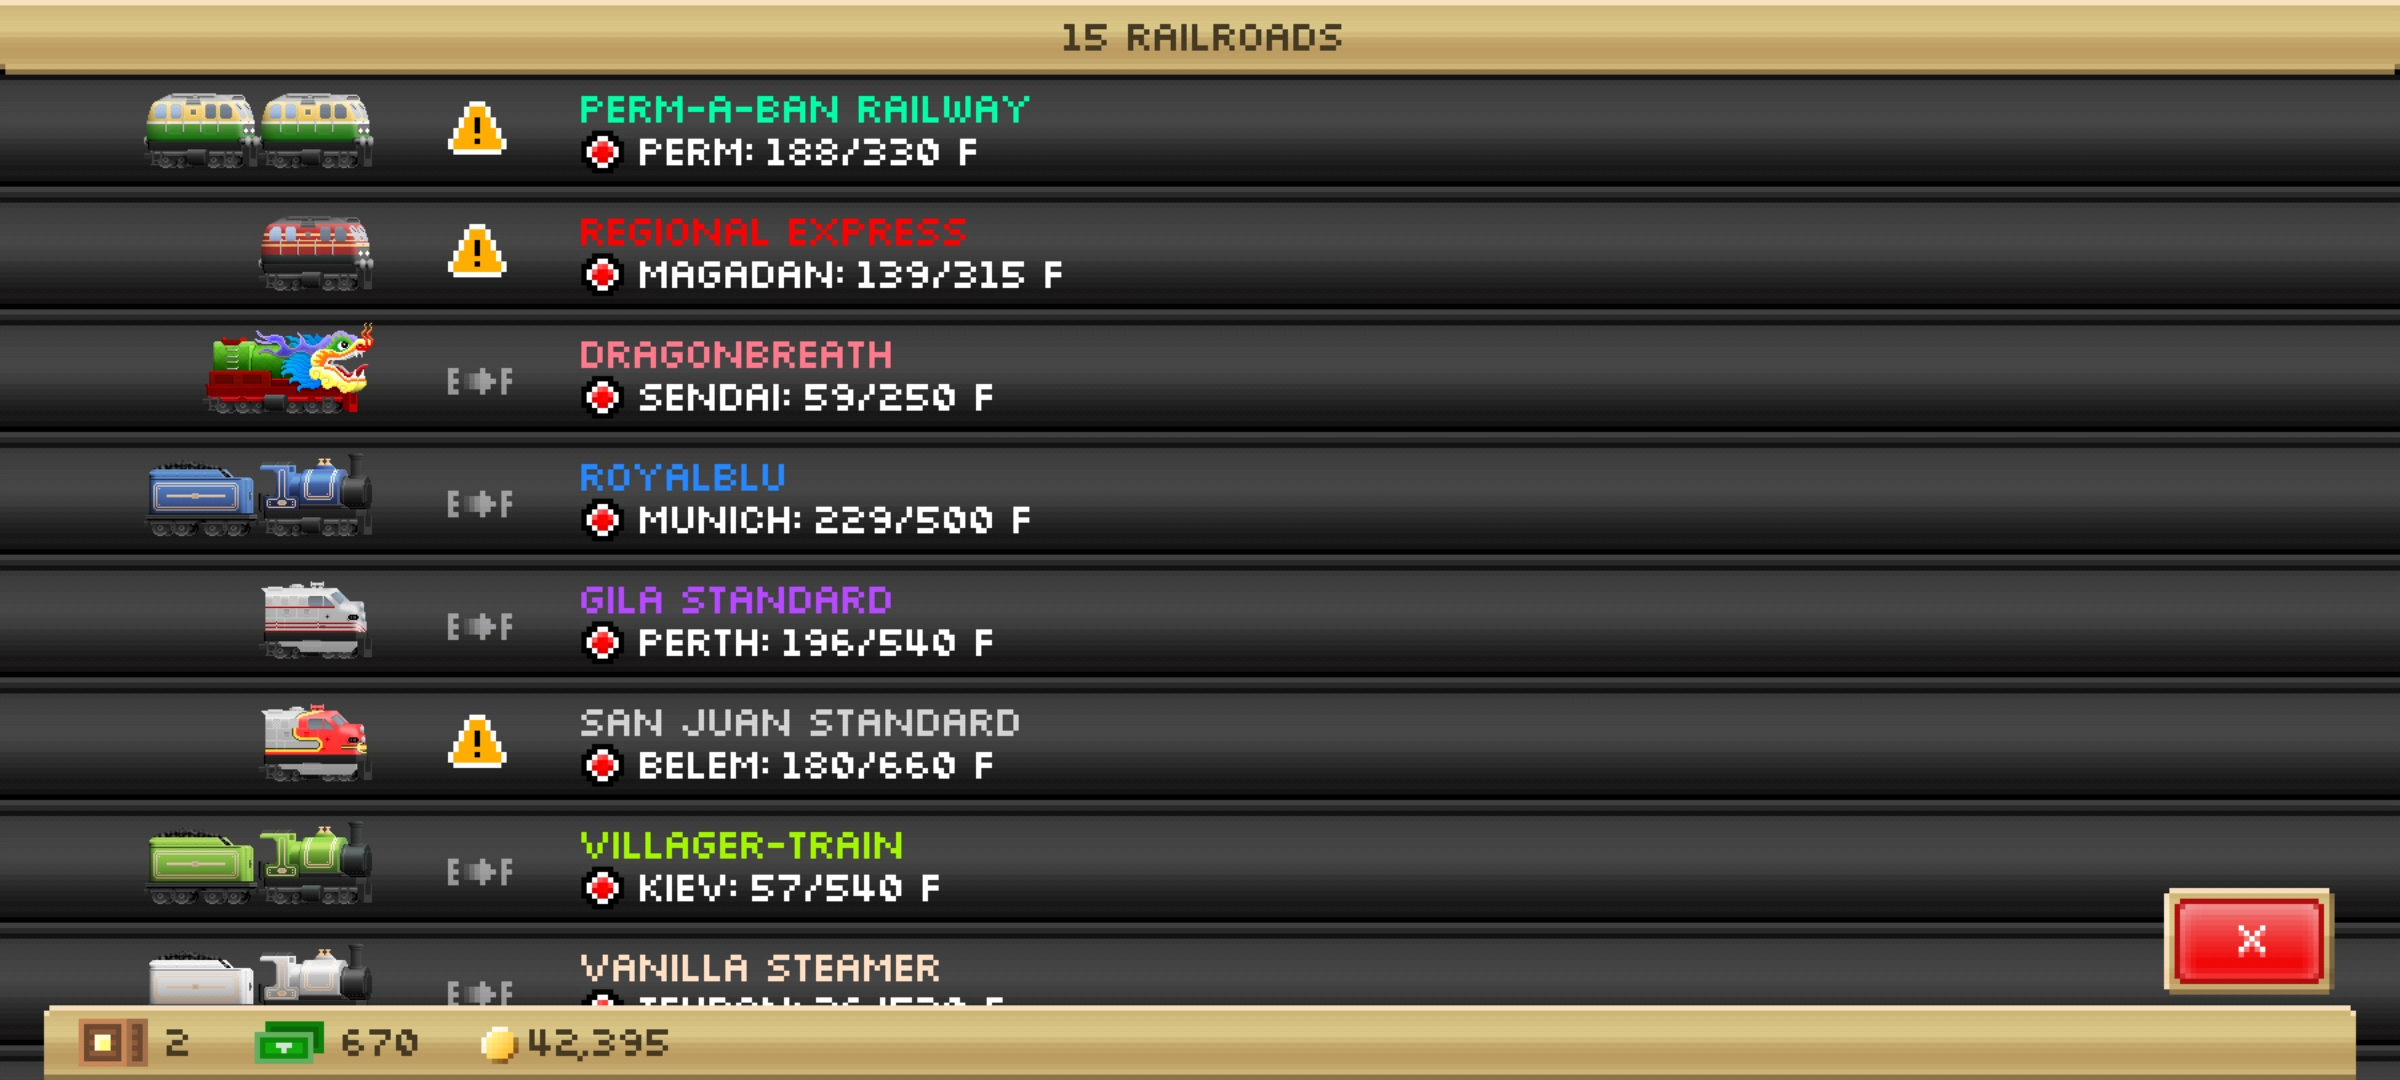 15 RAILROADS
PERM-A-BAN RAILWAY
PERM: 188/330 F
REGIONAL EXPRESS
MAGADAN: 139/315 F
DRAGONBREATH
E F
SENDAI: 59/250 F
ROYALBLU
E F
MUNICH: 229/500 F
GILA STANDARD
E F
PERTH: 196/540 F
SAN JUAN STANDARD
BELEM: 180/660 F
VILLAGER-TRAIN
E F
KIEV: 57/540 F
VANILLA STEAMER
E F
X
2 670 42,395